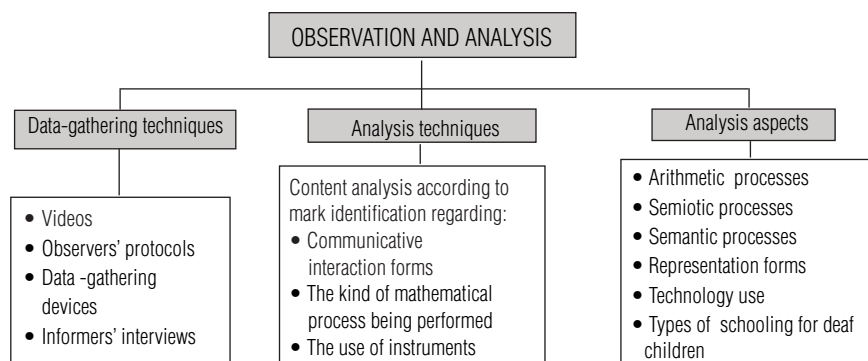 OBSERVATION AND ANALYSIS
Data-gathering techniques
• Videos
• Observers' protocols
• Data -gathering
devices
• Informers' interviews
Analysis techniques
Content analysis according to
mark identification regarding:
• Communicative
interaction forms
• The kind of mathematical
process being performed
• The use of instruments
Analysis aspects
• Arithmetic processes
• Semiotic processes
• Semantic processes
• Representation forms
• Technology use
• Types of schooling for deaf
children